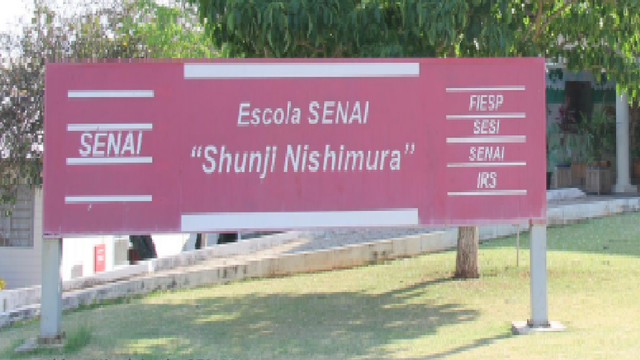 SENAI
Escola SENAI
“Shunji Nishimura”
FIESP
SESI
SENAI
IRS